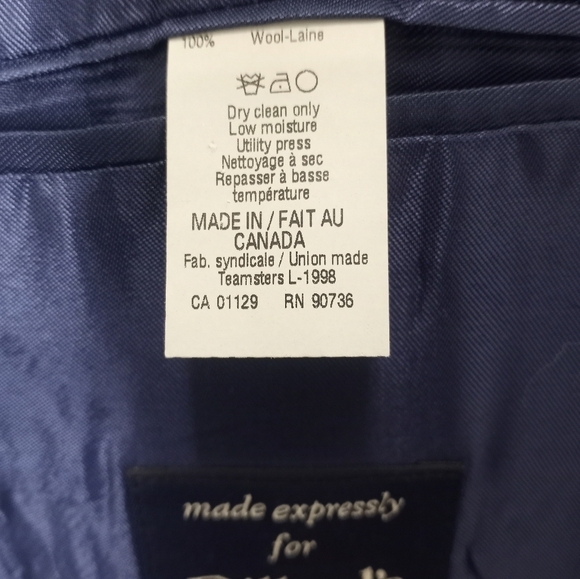 100% Wool-Laine
Dry clean only
Low moisture
Utility press
Nettoyage à sec
Repasser à basse
température
MADE IN / FAIT AU
CANADA
Fab. syndicale / Union made
Teamsters L-1998
CA 01129 RN 90736
made expressly
for